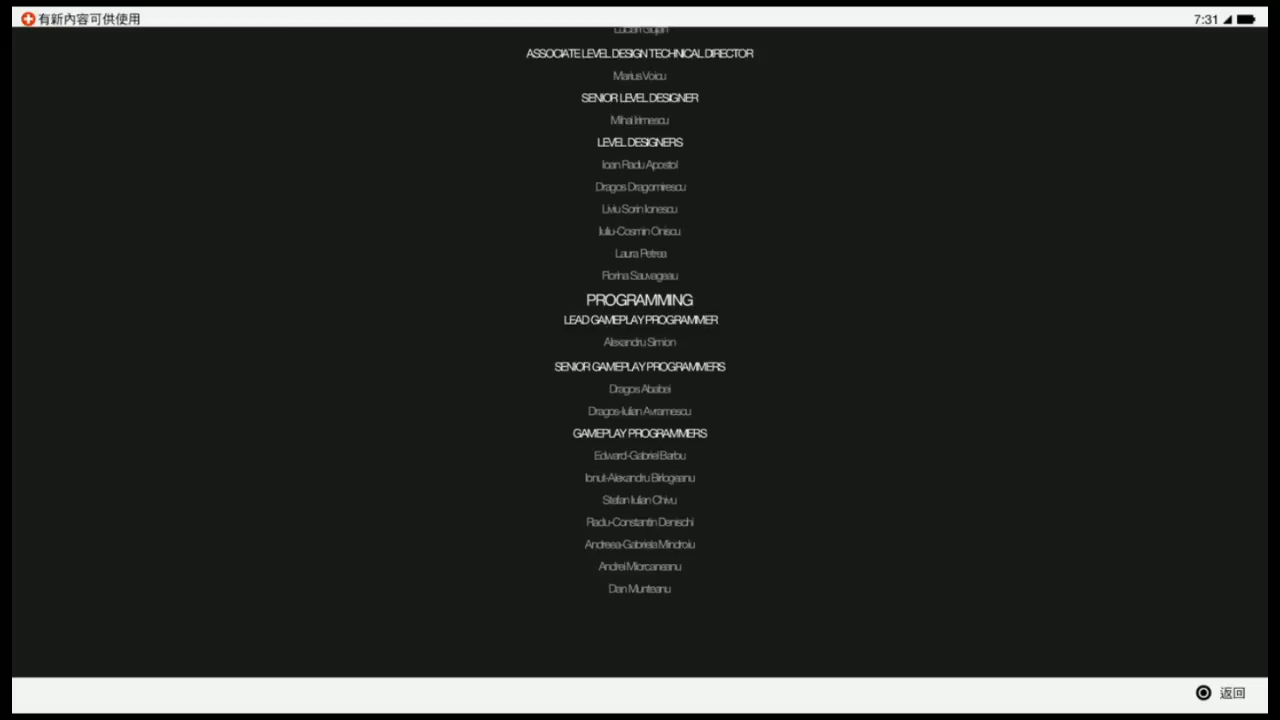 有新內容可供使用
7:31
ASSOCIATE LEVEL DESIGN TECHNICAL DIRECTOR
Marius Voicu
SENIOR LEVEL DESIGNER
Mihai Irimescu
LEVEL DESIGNERS
Ioan Radu Apostol
Dragos Dragomirescu
Liviu Sorin Ionescu
Iuliu-Cosmin Oniscu
Laura Petrea
Florina Sauvageau
PROGRAMMING
LEAD GAMEPLAY PROGRAMMER
Alexandru Simion
SENIOR GAMEPLAY PROGRAMMERS
Dragos Ababei
Dragos-Iulian Avramescu
GAMEPLAY PROGRAMMERS
Edward-Gabriel Barbu
Ionut-Alexandru Birlogeanu
Stefan Iulian Chivu
Radu-Constantin Denischi
Andreea-Gabriela Mindroiu
Andrei Miorcaneanu
Dan Munteanu
返回